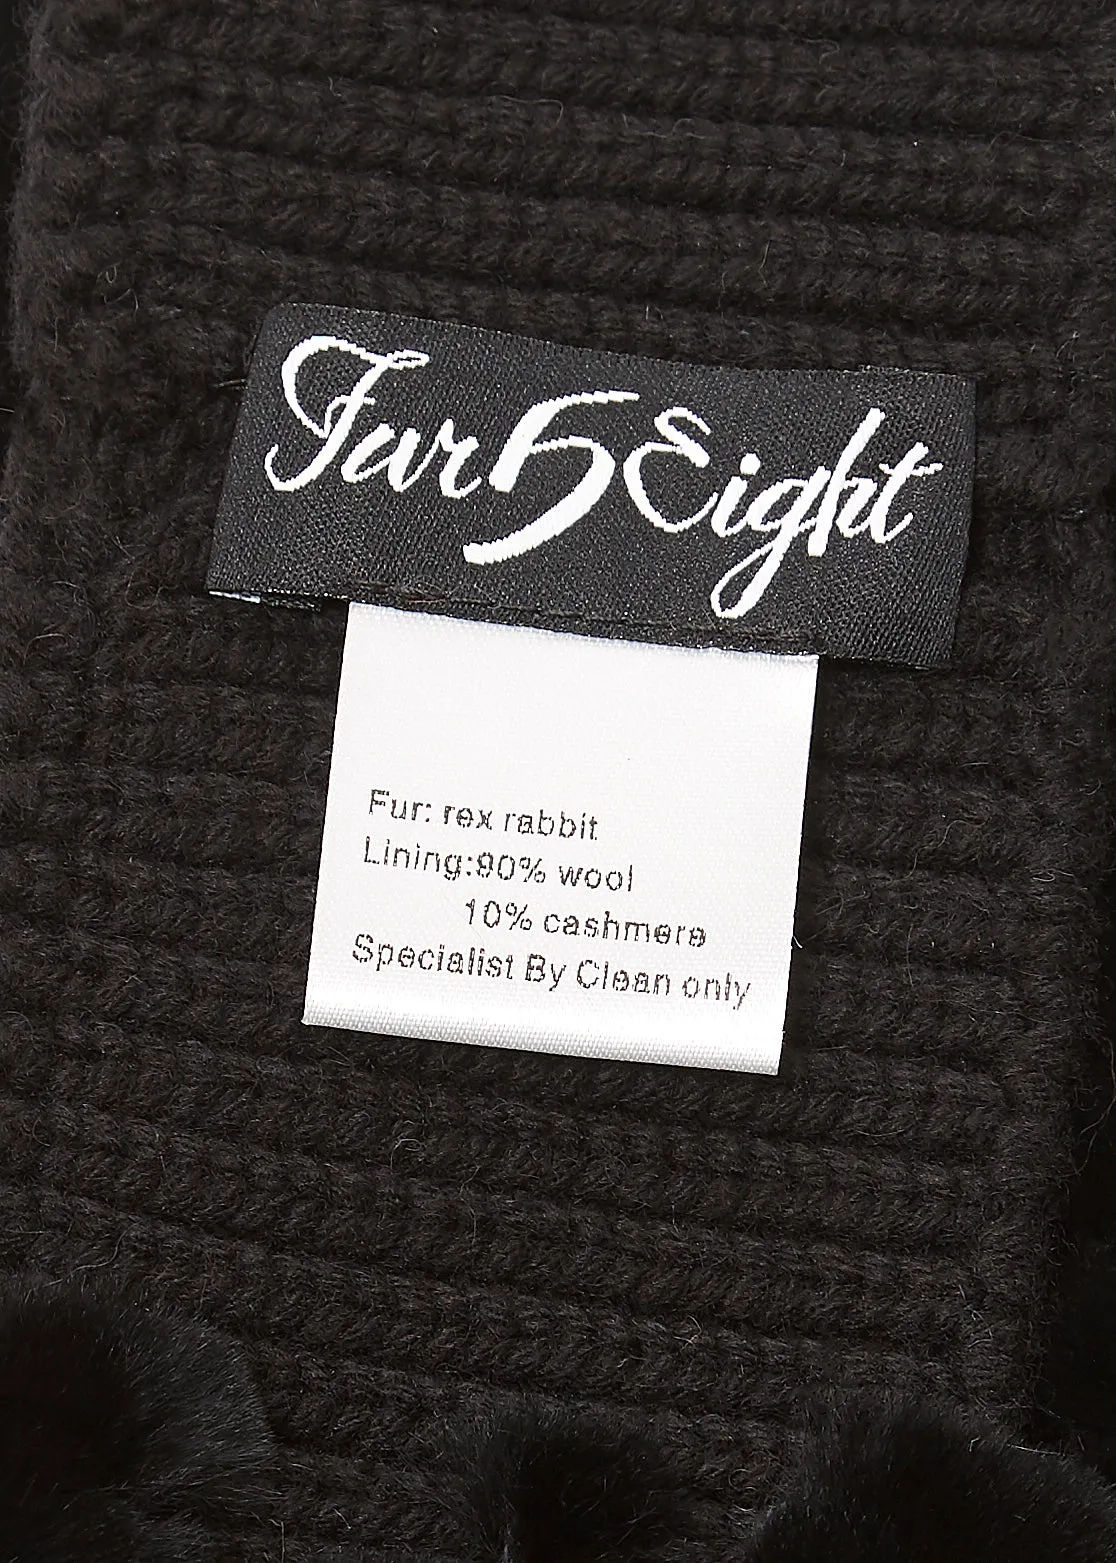 Fur5Eight
Fur: rex rabbit
Lining:90% wool
10% cashmere
Specialist By Clean only